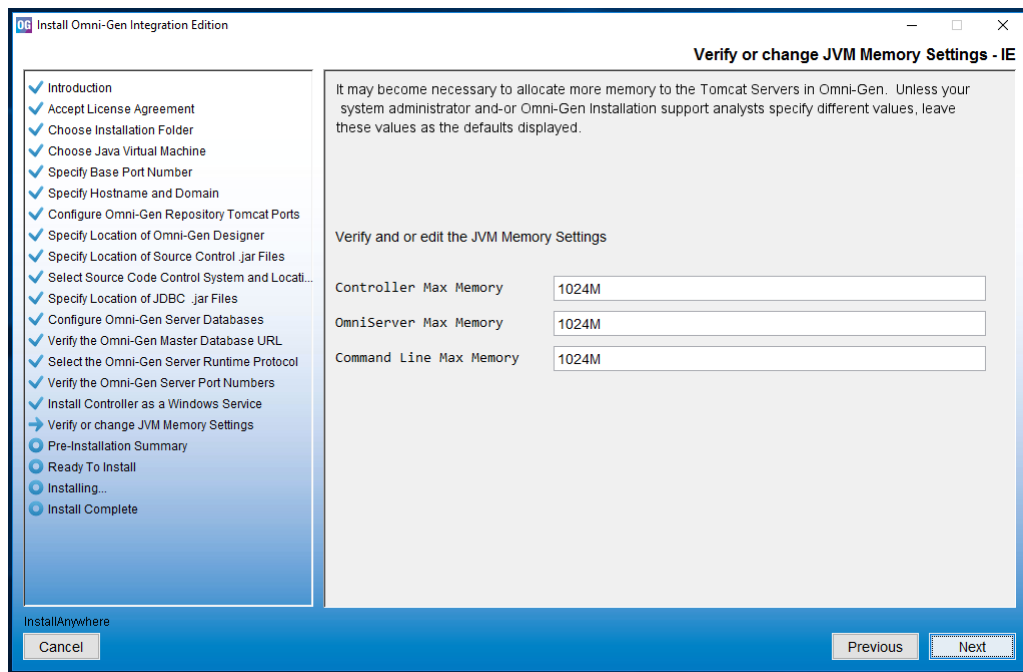 OG Install Omni-Gen Integration Edition
Verify or change JVM Memory Settings - IE
Introduction
Accept License Agreement
Choose Installation Folder
Choose Java Virtual Machine
Specify Base Port Number
Specify Hostname and Domain
Configure Omni-Gen Repository Tomcat Ports
Specify Location of Omni-Gen Designer
Specify Location of Source Control .jar Files
Select Source Code Control System and Locati...
Specify Location of JDBC .jar Files
Configure Omni-Gen Server Databases
Verify the Omni-Gen Master Database URL
Select the Omni-Gen Server Runtime Protocol
Verify the Omni-Gen Server Port Numbers
Install Controller as a Windows Service
Verify or change JVM Memory Settings
Pre-Installation Summary
Ready To Install
Installing...
Install Complete
It may become necessary to allocate more memory to the Tomcat Servers in Omni-Gen. Unless your
system administrator and-or Omni-Gen Installation support analysts specify different values, leave
these values as the defaults displayed.
Verify and or edit the JVM Memory Settings
Controller Max Memory 1024M
OmniServer Max Memory 1024M
Command Line Max Memory 1024M
InstallAnywhere
Cancel Previous Next